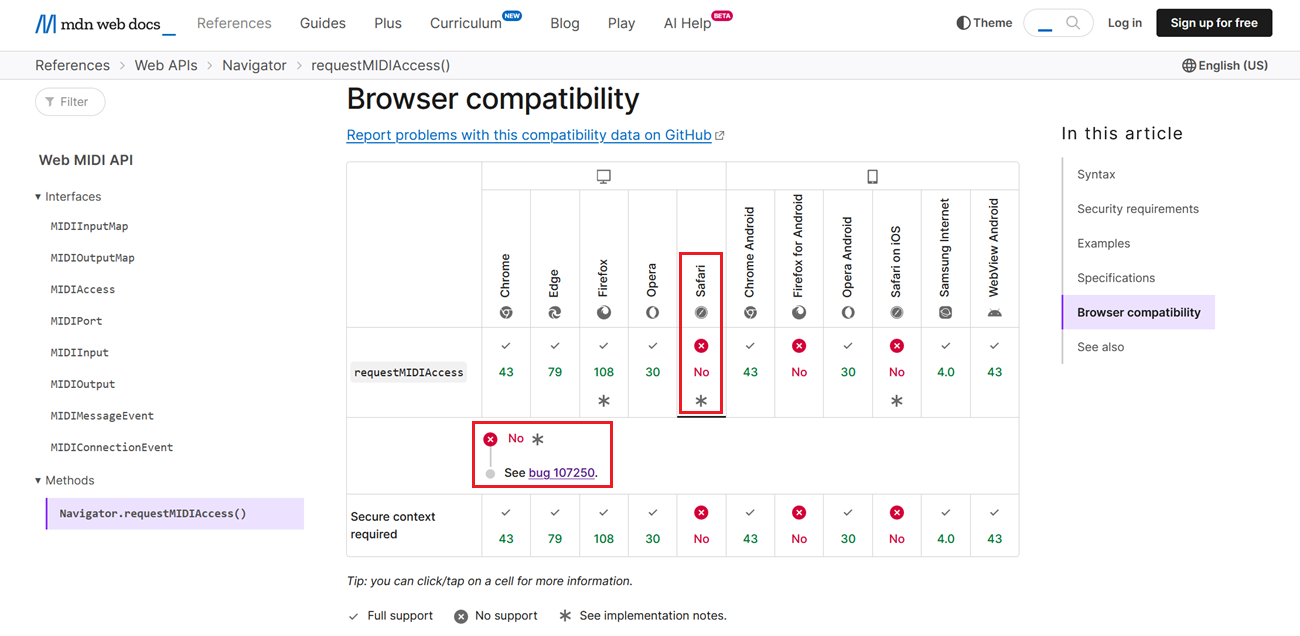 mdn web docs_
References Guides Plus Curriculum NEW Blog Play AI Help BETA
Theme Log in Sign up for free
References > Web APIs > Navigator > requestMIDIAccess()
English (US)
Filter
Web MIDI API
▾ Interfaces
MIDIInputMap
MIDIOutputMap
MIDIAccess
MIDIPort
MIDIInput
MIDIOutput
MIDIMessageEvent
MIDIConnectionEvent
▾ Methods
Navigator.requestMIDIAccess()
Browser compatibility
Report problems with this compatibility data on GitHub
Chrome
Edge
Firefox
Opera
Safari
Chrome Android
Firefox for Android
Opera Android
Safari on iOS
Samsung Internet
WebView Android
requestMIDIAccess 43 79 108 30 No 43 No 30 No 4.0 43
* * *
No *
See bug 107250.
Secure context
required
43 79 108 30 No 43 No 30 No 4.0 43
Tip: you can click/tap on a cell for more information.
✓ Full support No support * See implementation notes.
In this article
Syntax
Security requirements
Examples
Specifications
Browser compatibility
See also